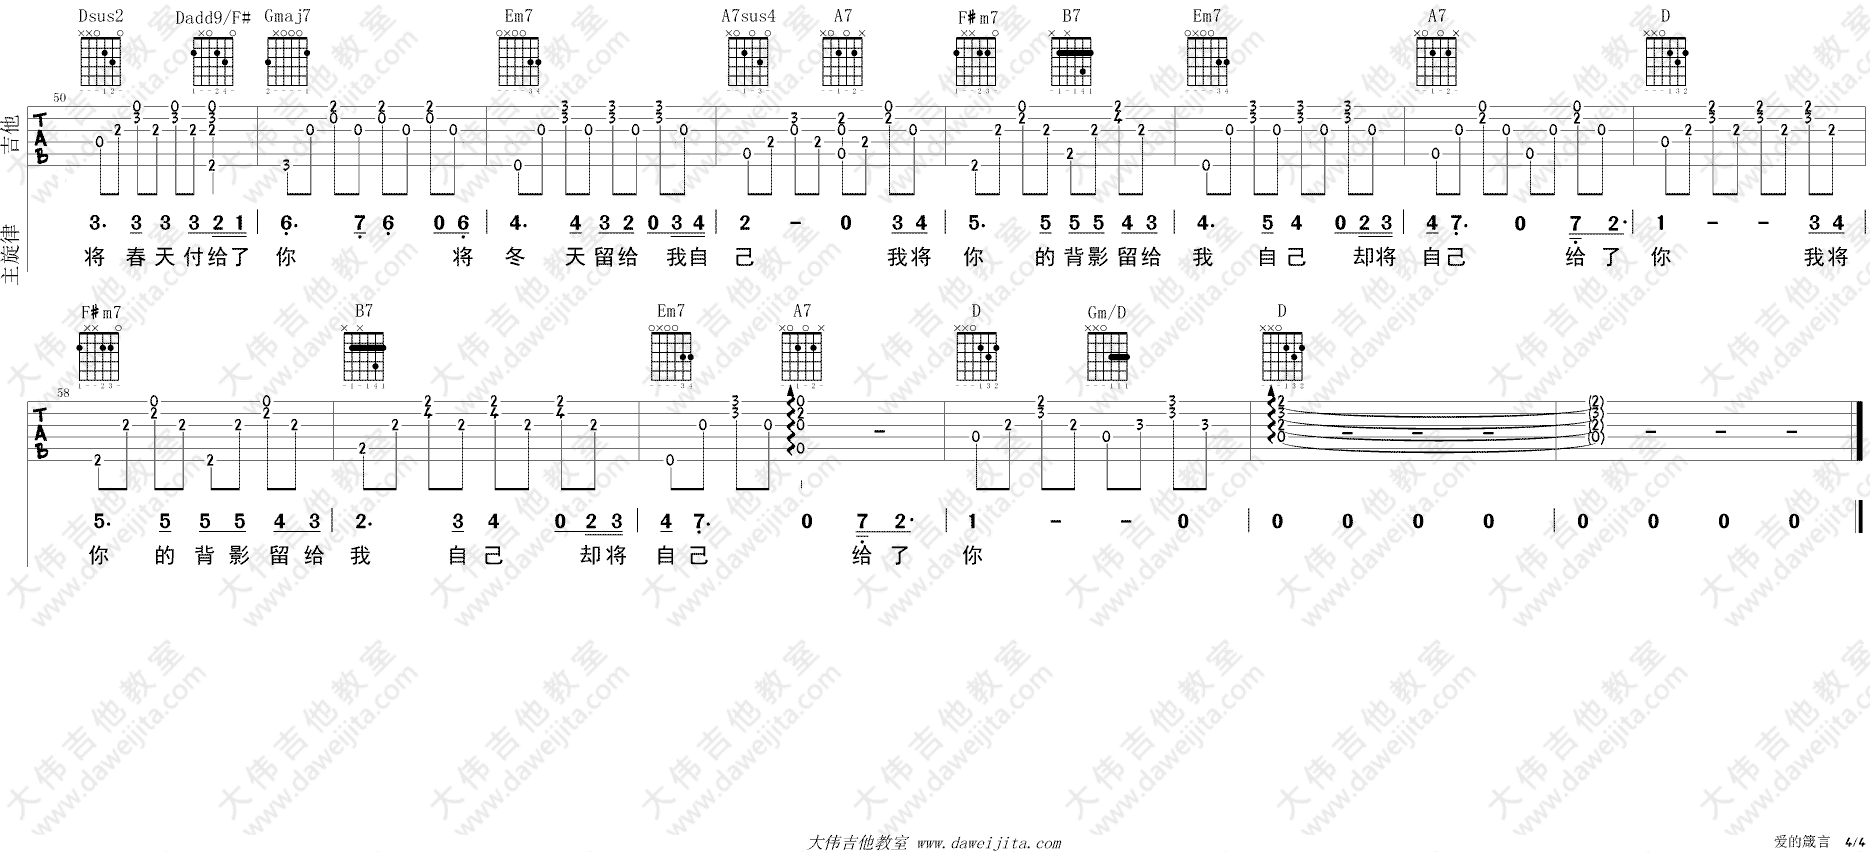 Dsus2 Dadd9/F# Gmaj7 Em7 A7sus4 A7 F#m7 B7 Em7 A7 D
50
吉他 TAB
主旋律 3. 3 3 3 2 1 | 6. 7 6 0 6 | 4. 4 3 2 0 3 4 | 2 - 0 3 4 | 5. 5 5 5 4 3 | 4. 5 4 0 2 3 | 4 7. 0 7 2. | 1 - - 3 4
将 春 天 付 给 了 你 将 冬 天 留 给 我 自 己 我 将 你 的 背 影 留 给 我 自 己 却 将 自 己 给 了 你 我 将
F#m7 B7 Em7 A7 D Gm/D D
58
TAB
5. 5 5 5 4 3 | 2. 3 4 0 2 3 | 4 7. 0 7 2. | 1 - - 0 | 0 0 0 0 | 0 0 0 0
你 的 背 影 留 给 我 自 己 却 将 自 己 给 了 你
大伟吉他教室 www.daweijita.com
爱的箴言 4/4